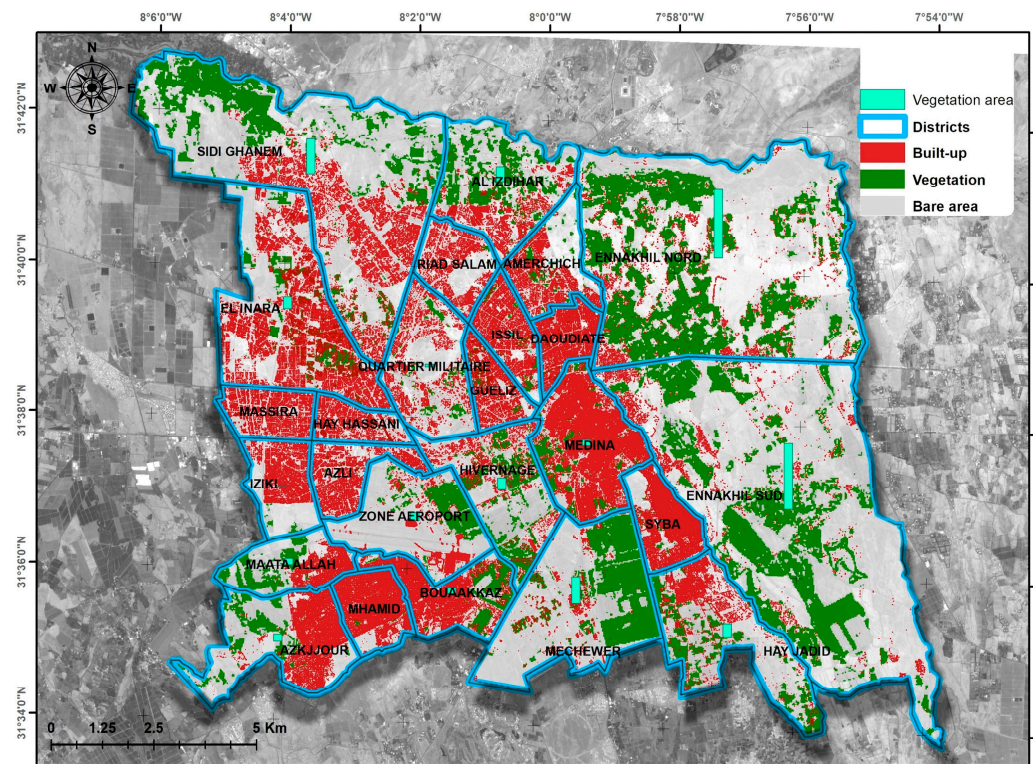 8°6'0"W 8°4'0"W 8°2'0"W 8°0'0"W 7°58'0"W 7°56'0"W 7°54'0"W
N
W E
S
31°42'0"N
31°40'0"N
31°38'0"N
31°36'0"N
31°34'0"N
Vegetation area
Districts
Built-up
Vegetation
Bare area
SIDI GHANEM
AL IZDIHAR
RIAD SALAM
AMERCHICH
ENNAKHIL NORD
EL INARA
ISSIL
DAOUDIATE
QUARTIER MILITAIRE
GUELIZ
MASSIRA
HAY HASSANI
MEDINA
HIVERNAGE
AZLI
IZIKI
ENNAKHIL SUD
ZONE AEROPORT
SYBA
MAATA ALLAH
BOUAAKKAZ
MHAMID
AZKJJOUR
MECHEWER
HAY JADID
0 1.25 2.5 5 Km